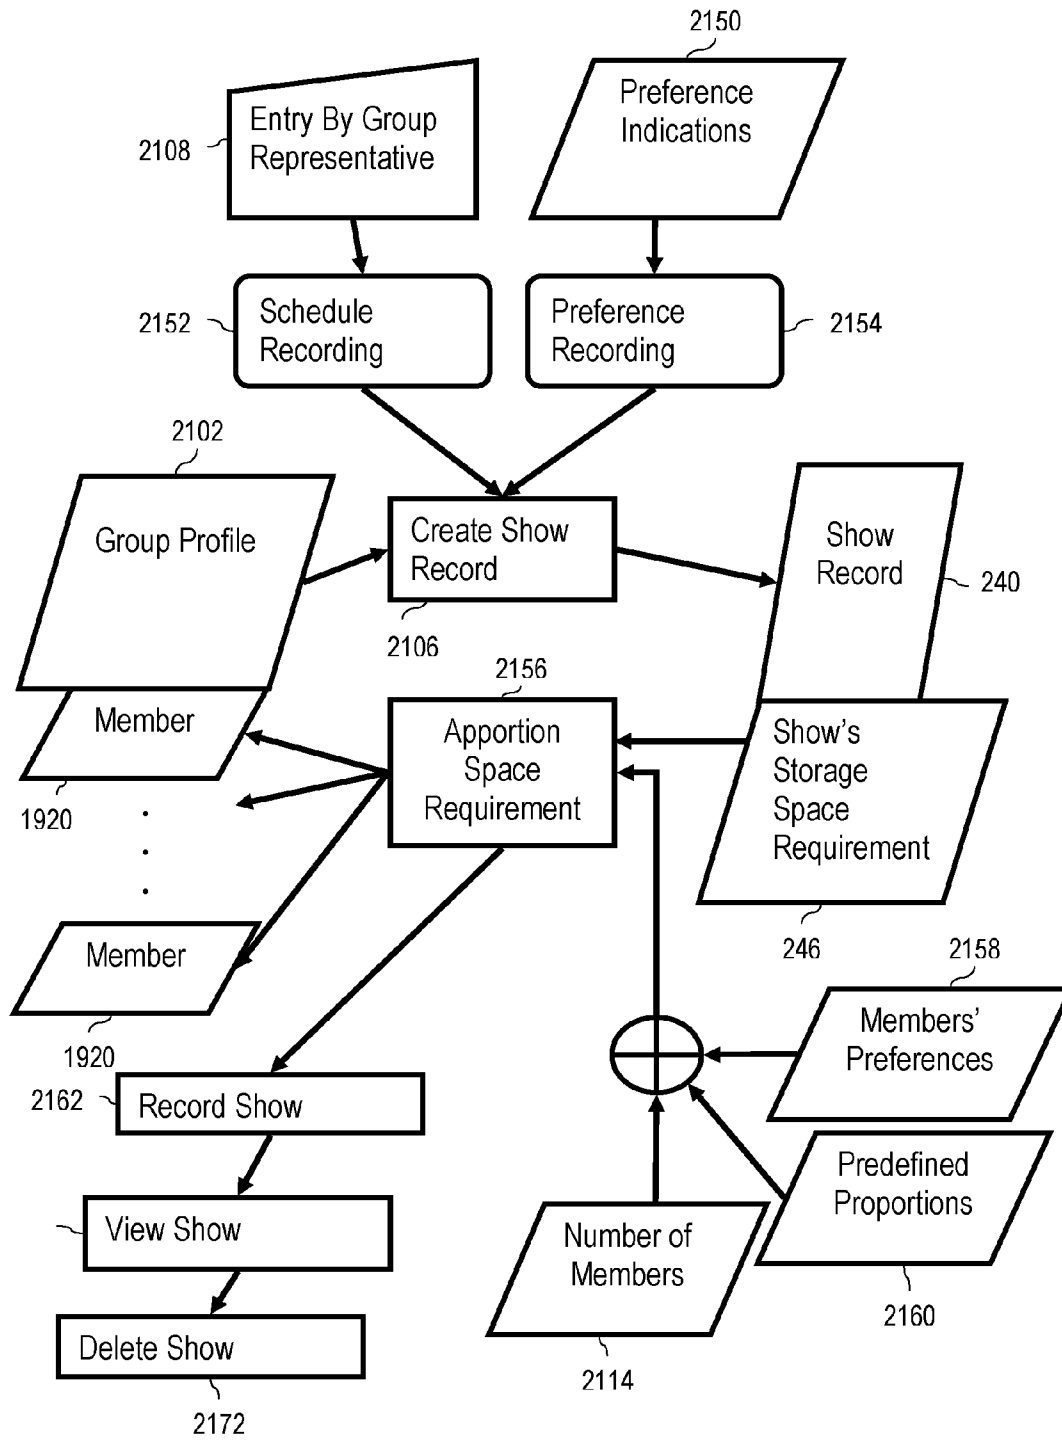 2150
Entry By Group
Representative
2108
Preference
Indications
Schedule
Recording
2152
Preference
Recording
2154
2102
Group Profile
Create Show
Record
2106
Show
Record
240
2156
Member
1920
Apportion
Space
Requirement
Show's
Storage
Space
Requirement
246
Member
1920
2158
Members'
Preferences
2162
Record Show
Predefined
Proportions
2160
View Show
Number of
Members
2114
Delete Show
2172